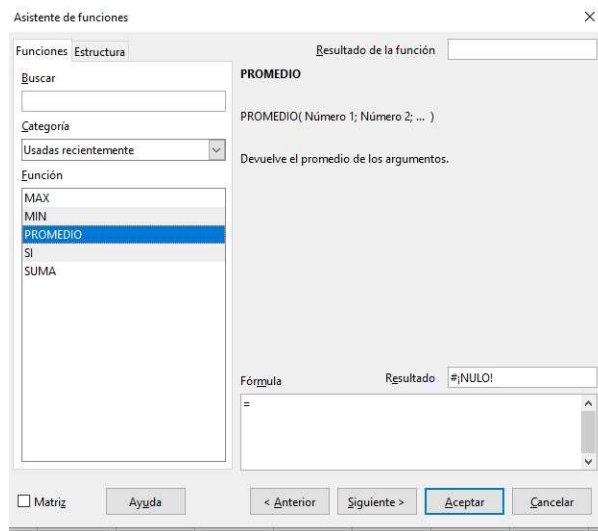 Asistente de funciones
Funciones Estructura
Resultado de la función
Buscar
PROMEDIO
PROMEDIO( Número 1; Número 2; ... )
Categoría
Usadas recientemente
Devuelve el promedio de los argumentos.
Función
MAX
MIN
PROMEDIO
SI
SUMA
Fórmula
Resultado #¡NULO!
=
Matriz
Ayuda
< Anterior
Siguiente >
Aceptar
Cancelar